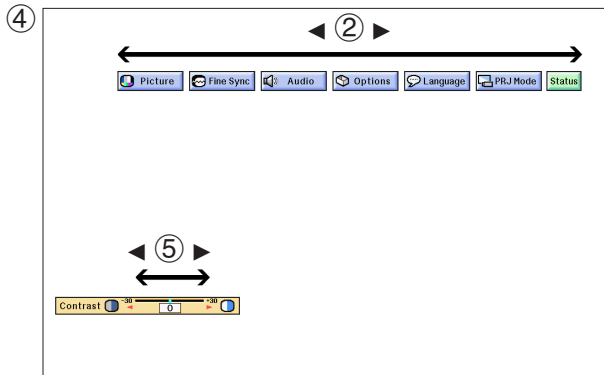 ④
◄ ② ►
Picture Fine Sync Audio Options Language PRJ Mode Status
◄ ⑤ ►
Contrast -30 0 +30